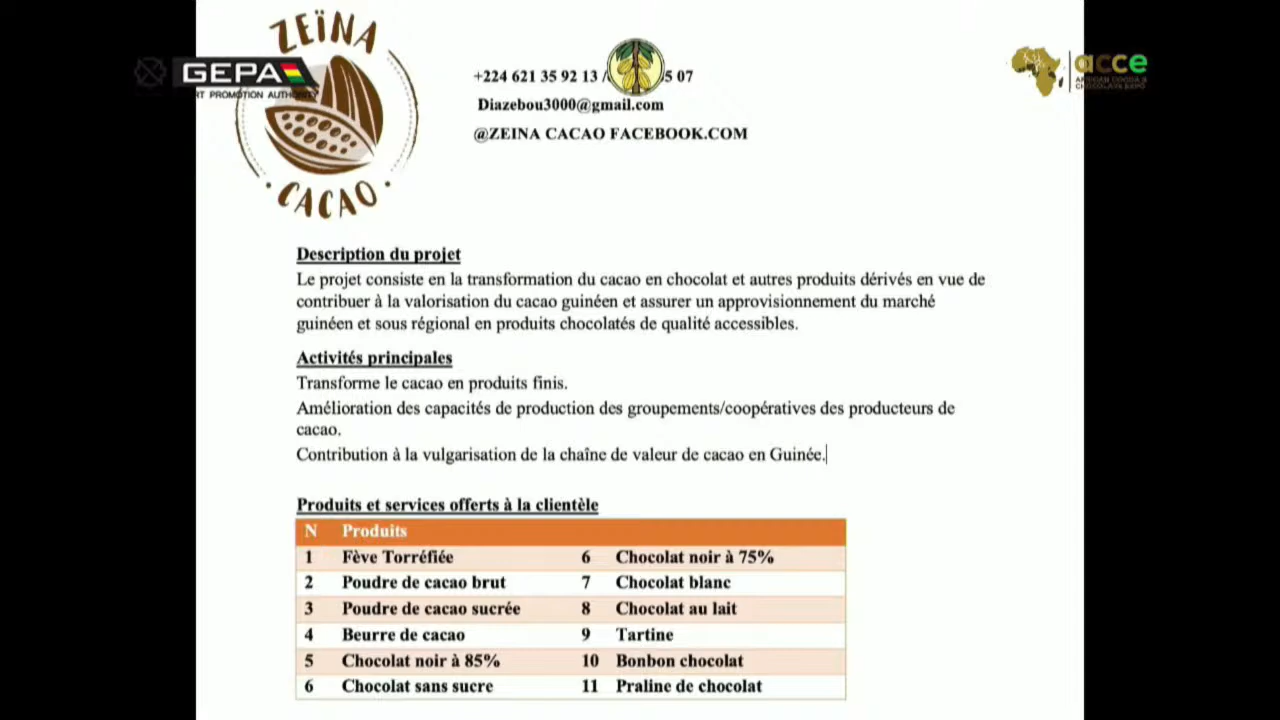 ZEÏNA
CACAO
GEPA
RT PROMOTION AUTHORITY
+224 621 35 92 13 / 5 07
Diazebou3000@gmail.com
@ZEINA CACAO FACEBOOK.COM
acce
AFRICAN COCOA &
CHOCOLATE EXPO
Description du projet
Le projet consiste en la transformation du cacao en chocolat et autres produits dérivés en vue de
contribuer à la valorisation du cacao guinéen et assurer un approvisionnement du marché
guinéen et sous régional en produits chocolatés de qualité accessibles.
Activités principales
Transforme le cacao en produits finis.
Amélioration des capacités de production des groupements/coopératives des producteurs de
cacao.
Contribution à la vulgarisation de la chaîne de valeur de cacao en Guinée.
Produits et services offerts à la clientèle
N Produits
1 Fève Torréfiée 6 Chocolat noir à 75%
2 Poudre de cacao brut 7 Chocolat blanc
3 Poudre de cacao sucrée 8 Chocolat au lait
4 Beurre de cacao 9 Tartine
5 Chocolat noir à 85% 10 Bonbon chocolat
6 Chocolat sans sucre 11 Praline de chocolat